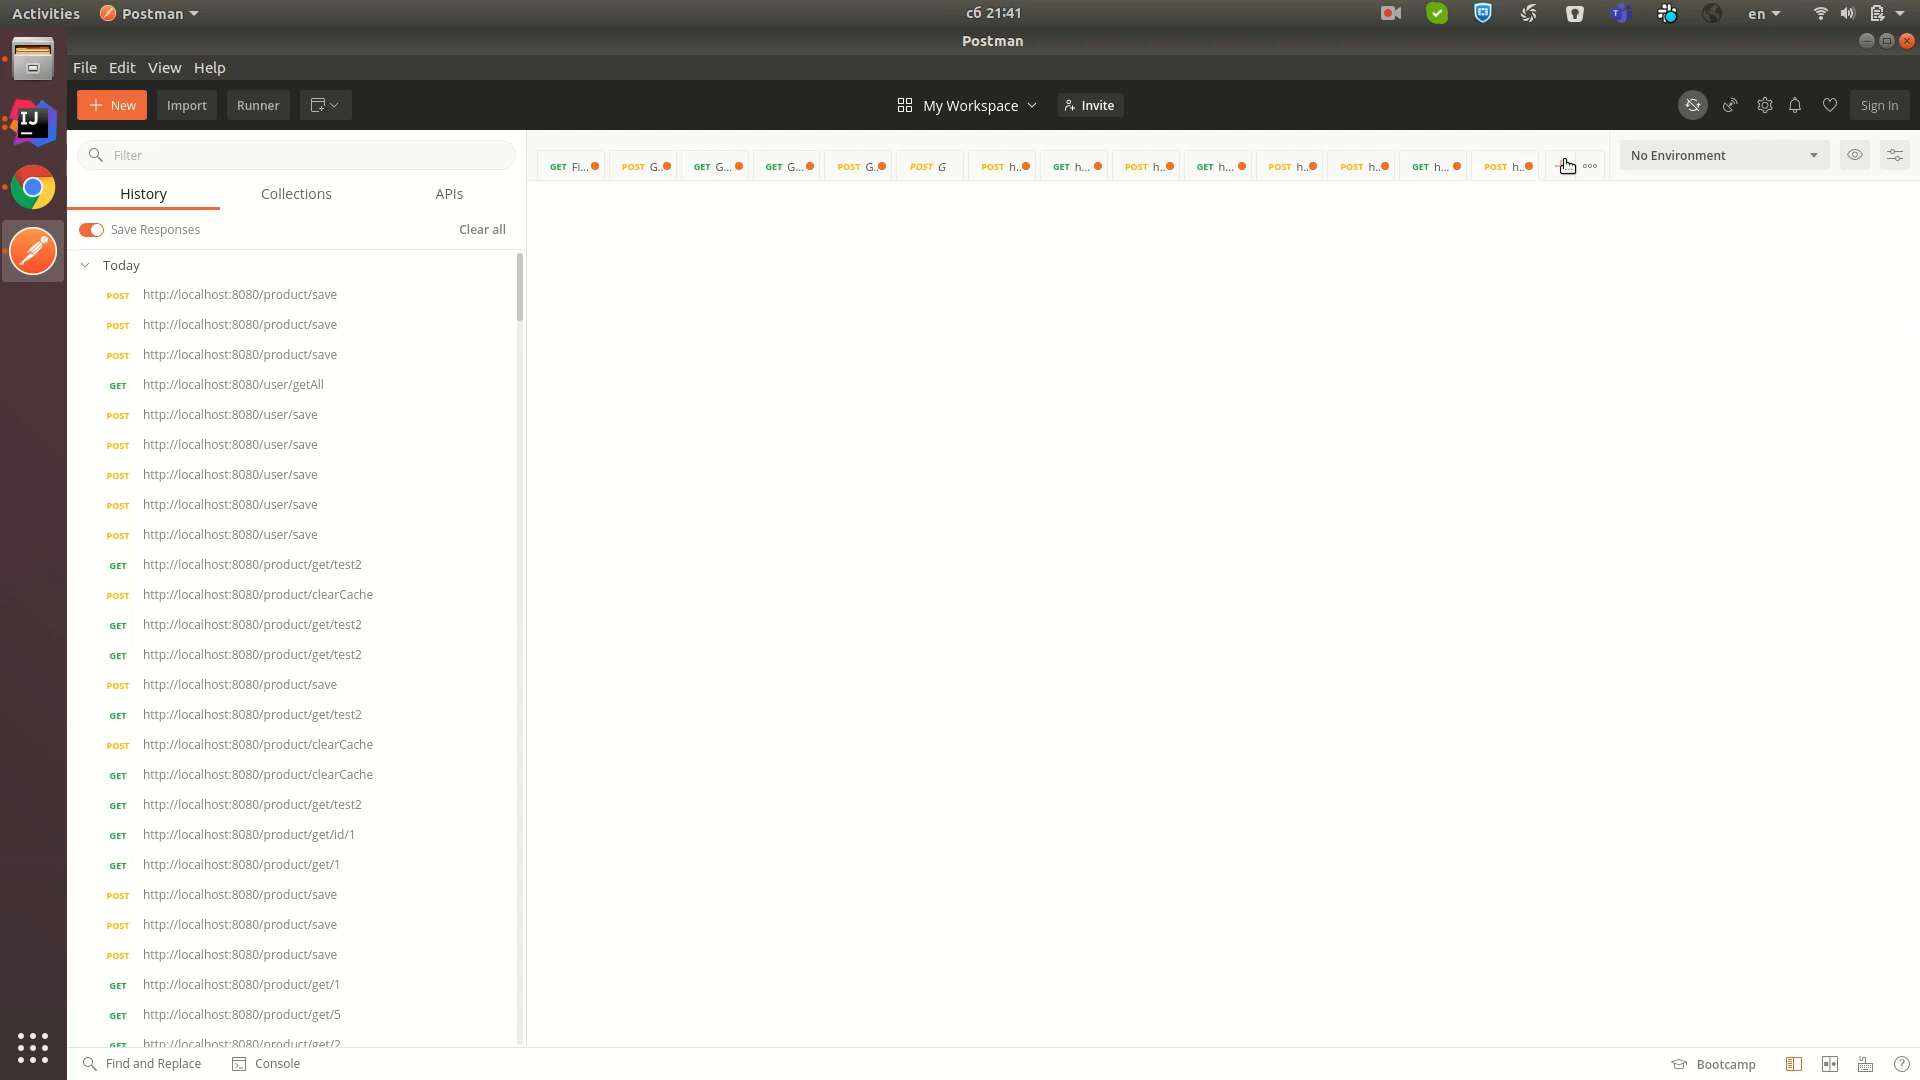 Activities Postman сб 21:41 en
Postman
File Edit View Help
New Import Runner My Workspace Invite Sign In
Filter
GET Fi... POST G.. GET G... GET G... POST G.. POST G POST h.. GET h... POST h.. GET h... POST h.. POST h.. GET h... POST h.. No Environment
History Collections APIs
Save Responses Clear all
Today
POST http://localhost:8080/product/save
POST http://localhost:8080/product/save
POST http://localhost:8080/product/save
GET http://localhost:8080/user/getAll
POST http://localhost:8080/user/save
POST http://localhost:8080/user/save
POST http://localhost:8080/user/save
POST http://localhost:8080/user/save
POST http://localhost:8080/user/save
GET http://localhost:8080/product/get/test2
POST http://localhost:8080/product/clearCache
GET http://localhost:8080/product/get/test2
GET http://localhost:8080/product/get/test2
POST http://localhost:8080/product/save
GET http://localhost:8080/product/get/test2
POST http://localhost:8080/product/clearCache
GET http://localhost:8080/product/clearCache
GET http://localhost:8080/product/get/test2
GET http://localhost:8080/product/get/id/1
GET http://localhost:8080/product/get/1
POST http://localhost:8080/product/save
POST http://localhost:8080/product/save
POST http://localhost:8080/product/save
GET http://localhost:8080/product/get/1
GET http://localhost:8080/product/get/5
GET http://localhost:8080/product/get/2
Find and Replace Console Bootcamp